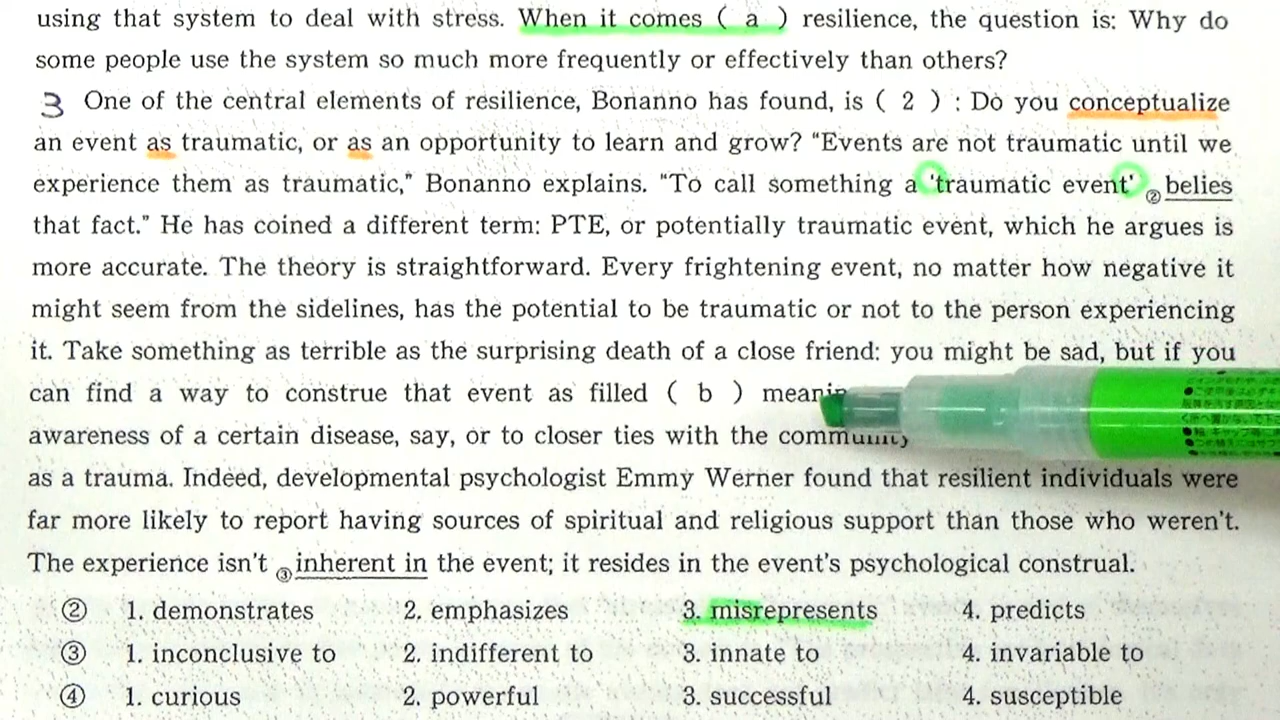 using that system to deal with stress. When it comes ( a ) resilience, the question is: Why do
some people use the system so much more frequently or effectively than others?
3 One of the central elements of resilience, Bonanno has found, is ( 2 ) : Do you conceptualize
an event as traumatic, or as an opportunity to learn and grow? “Events are not traumatic until we
experience them as traumatic,” Bonanno explains. “To call something a 'traumatic event' ②belies
that fact.” He has coined a different term: PTE, or potentially traumatic event, which he argues is
more accurate. The theory is straightforward. Every frightening event, no matter how negative it
might seem from the sidelines, has the potential to be traumatic or not to the person experiencing
it. Take something as terrible as the surprising death of a close friend: you might be sad, but if you
can find a way to construe that event as filled ( b )
awareness of a certain disease, say, or to closer ties with the community
as a trauma. Indeed, developmental psychologist Emmy Werner found that resilient individuals were
far more likely to report having sources of spiritual and religious support than those who weren't.
The experience isn't ③inherent in the event; it resides in the event's psychological construal.
② 1. demonstrates 2. emphasizes 3. misrepresents 4. predicts
③ 1. inconclusive to 2. indifferent to 3. innate to 4. invariable to
④ 1. curious 2. powerful 3. successful 4. susceptible